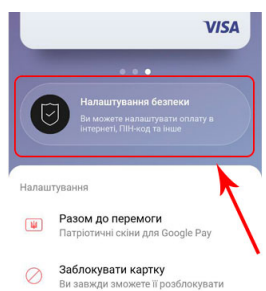 VISA
Налаштування безпеки
Ви можете налаштувати оплату в
інтернеті, ПІН-код та інше
Налаштування
Разом до перемоги
Патріотичні скіни для Google Pay
Заблокувати картку
Ви завжди зможете її розблокувати